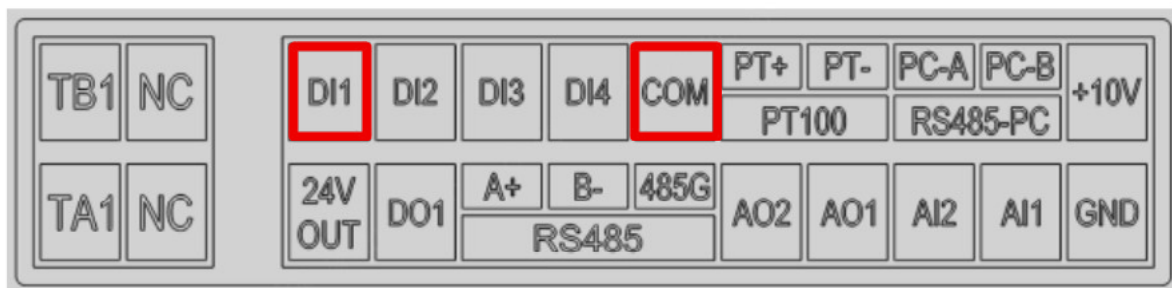 TB1 NC DI1 DI2 DI3 DI4 COM PT+ PT- PC-A PC-B +10V
PT100 RS485-PC
TA1 NC 24V OUT DO1 A+ B- 485G AO2 AO1 AI2 AI1 GND
RS485